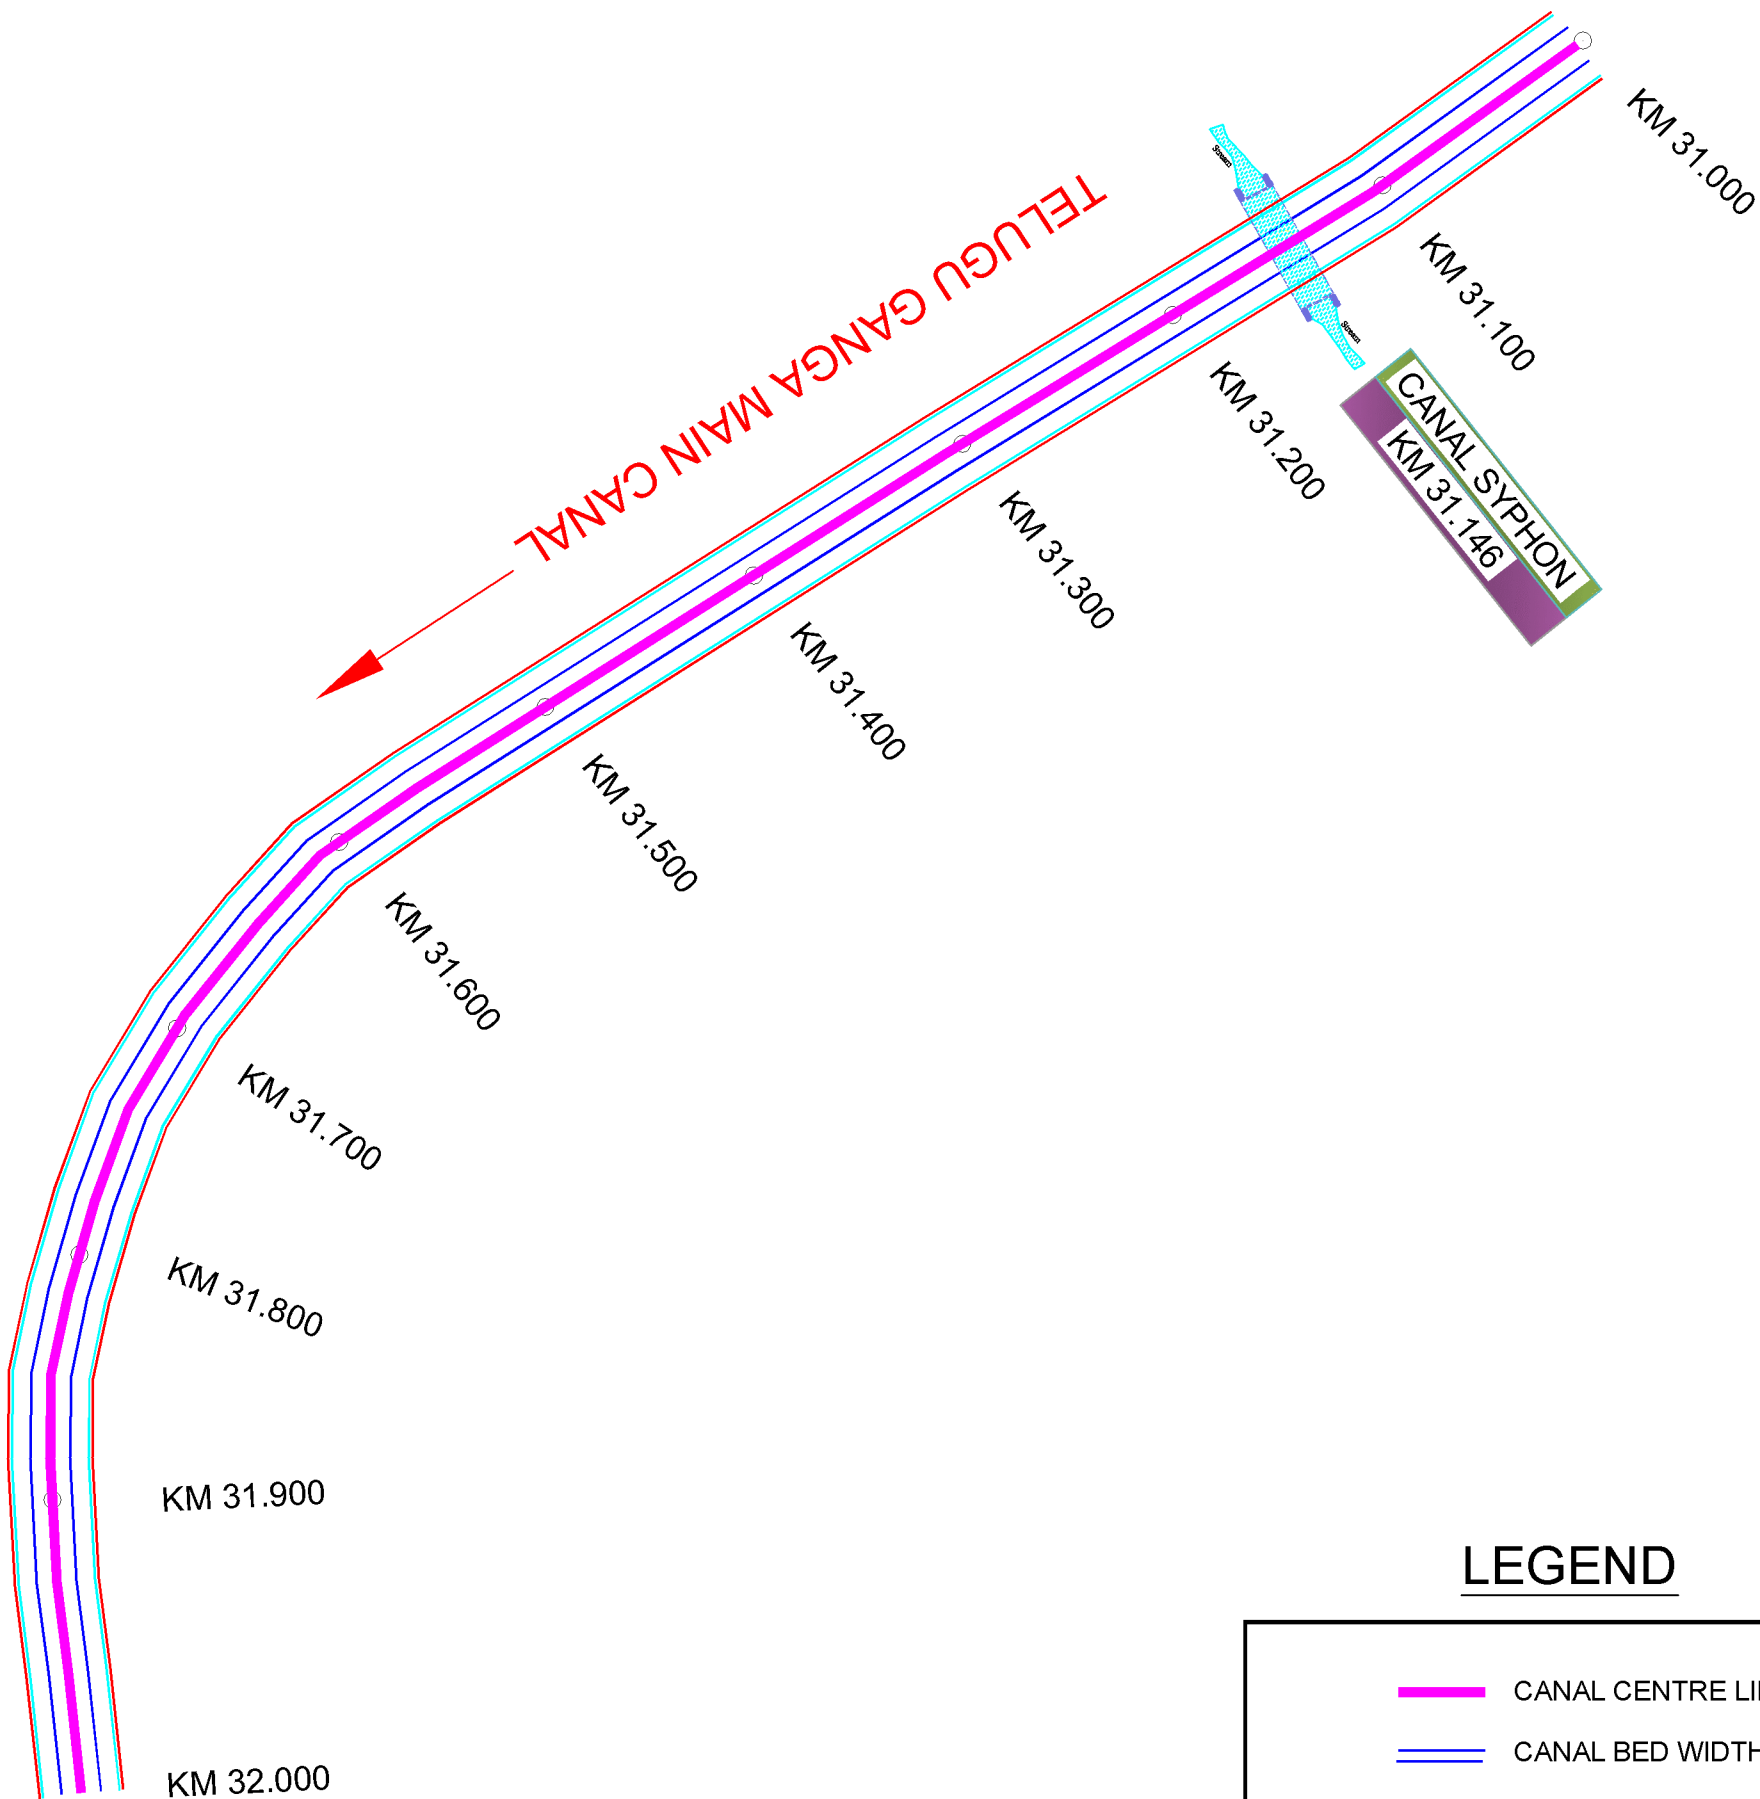 KM 31.000
Stream
TELUGU GANGA MAIN CANAL
KM 31.100
Stream
CANAL SYPHON
KM 31.146
KM 31.200
KM 31.300
KM 31.400
KM 31.500
KM 31.600
KM 31.700
KM 31.800
KM 31.900
KM 32.000
LEGEND
CANAL CENTRE LI
CANAL BED WIDTH